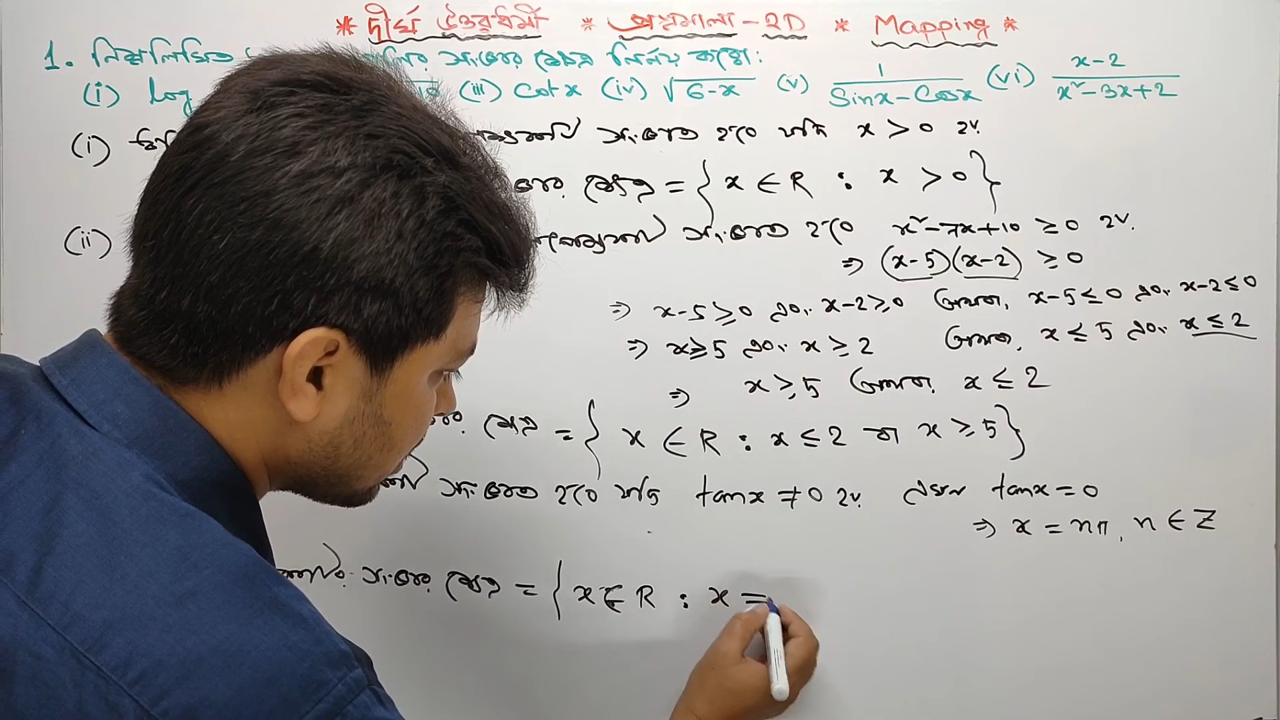 * দীর্ঘ উত্তরধর্মী * প্রশ্নমালা - 2D * Mapping *
1. নিম্নলিখিত সংজ্ঞার ক্ষেত্র নির্ণয় করো:
(i) log (iii) Cot x (iv) √(6-x) (v) 1/(Sinx - Cosx) (vi) (x-2)/(x²-3x+2)
(i) সংজ্ঞাত হবে যদি x > 0 হয়.
ক্ষেত্র = { x ∈ R : x > 0 }
(ii) সংজ্ঞাত হবে x² - 7x + 10 ≥ 0 হয়.
⇒ (x-5)(x-2) ≥ 0
⇒ x-5 ≥ 0 এবং x-2 ≥ 0 অথবা, x-5 ≤ 0 এবং x-2 ≤ 0
⇒ x ≥ 5 এবং x ≥ 2 অথবা, x ≤ 5 এবং x ≤ 2
⇒ x ≥ 5 অথবা, x ≤ 2
ক্ষেত্র = { x ∈ R : x ≤ 2 বা x ≥ 5 }
সংজ্ঞাত হবে যদি tanx ≠ 0 হয়. এখন tanx = 0
⇒ x = nπ, n ∈ Z
সংজ্ঞার ক্ষেত্র = { x ∈ R : x =